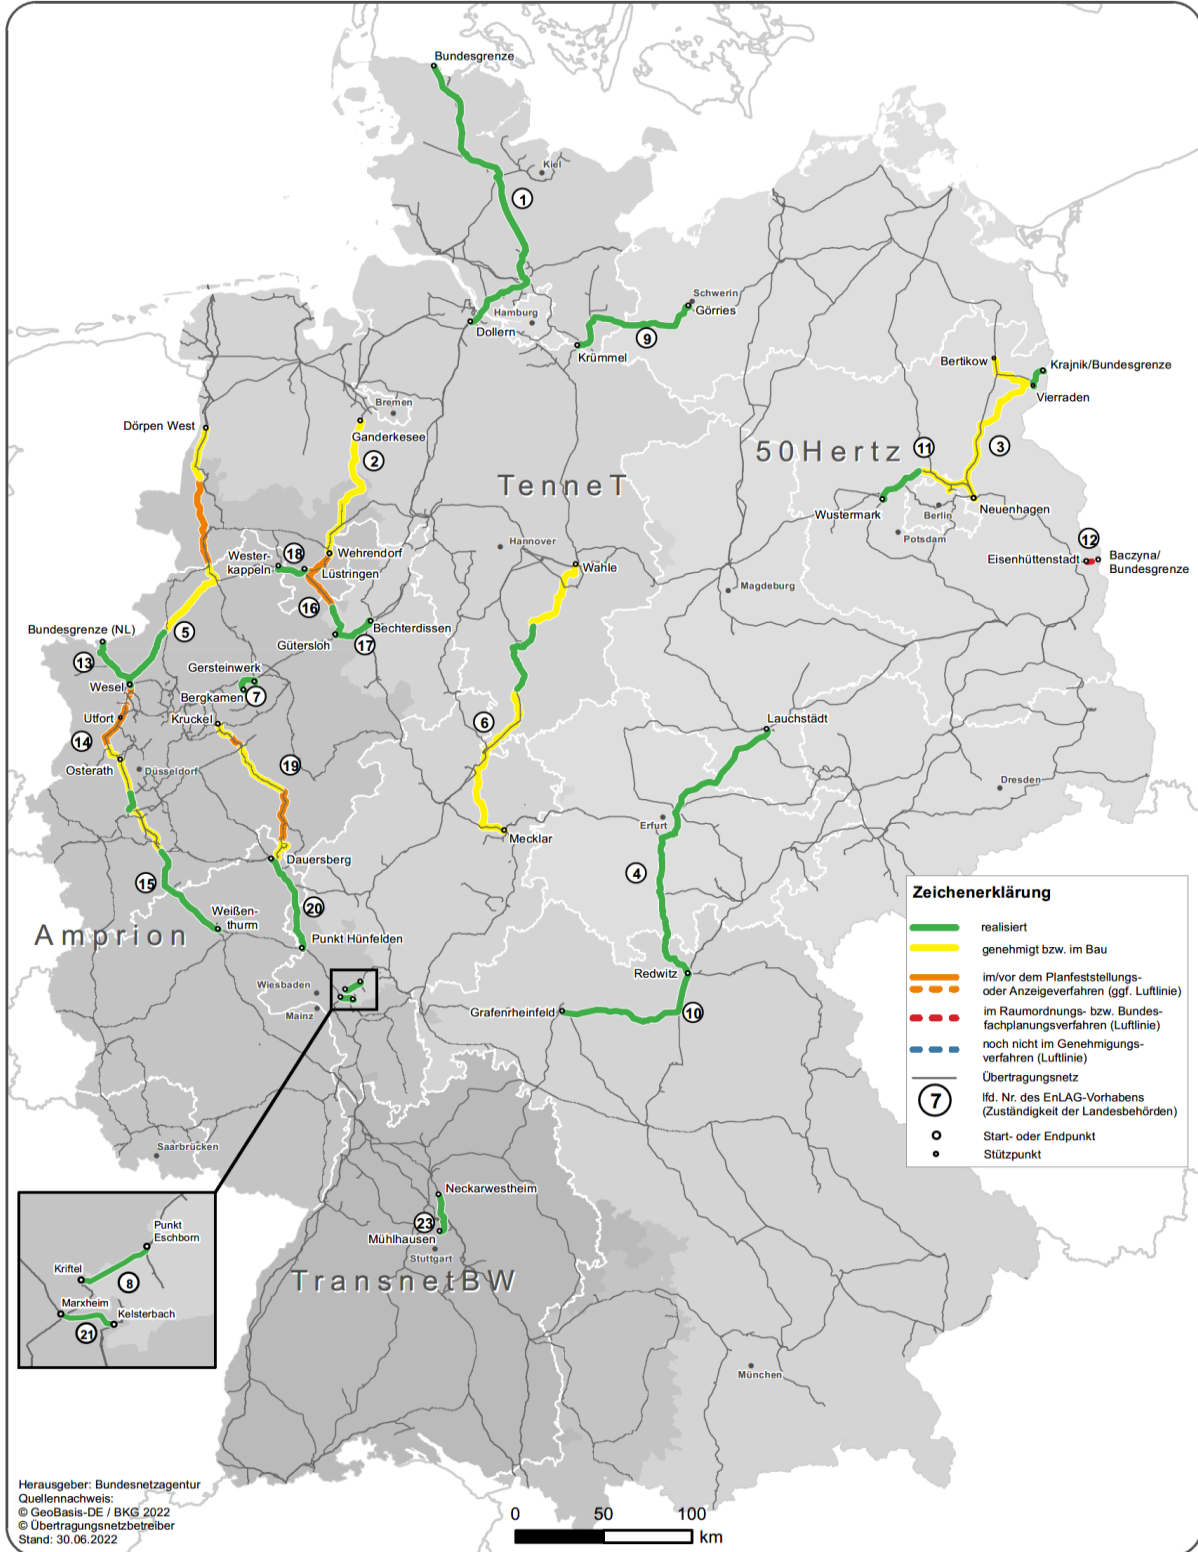 Bundesgrenze
Kiel
1
Schwerin
Görries
Hamburg
Dollern
9
Krümmel
Bertikow
Krajnik/Bundesgrenze
Vierraden
Bremen
Dörpen West
Ganderkesee
2
50Hertz
11
3
TenneT
Wustermark
Neuenhagen
Berlin
Potsdam
Hannover
12
Eisenhüttenstadt
Baczyna/
Bundesgrenze
18
Wehrendorf
Wester-
kappeln
Lüstringen
Wahle
Magdeburg
16
Bundesgrenze (NL)
5
Gütersloh
17
Bechterdissen
13
Gersteinwerk
Wesel
Bergkamen
7
Utfort
Kruckel
14
6
Lauchstädt
Osterath
Düsseldorf
19
Dresden
Erfurt
Mecklar
Dauersberg
4
15
20
Weißen-
thurm
Amprion
Punkt Hünfelden
Redwitz
Wiesbaden
Mainz
Grafenrheinfeld
10
Zeichenerklärung
realisiert
genehmigt bzw. im Bau
im/vor dem Planfeststellungs-
oder Anzeigeverfahren (ggf. Luftlinie)
im Raumordnungs- bzw. Bundes-
fachplanungsverfahren (Luftlinie)
noch nicht im Genehmigungs-
verfahren (Luftlinie)
Übertragungsnetz
7
lfd. Nr. des EnLAG-Vorhabens
(Zuständigkeit der Landesbehörden)
Start- oder Endpunkt
Stützpunkt
Saarbrücken
Neckarwestheim
23
Mühlhausen
Stuttgart
TransnetBW
Punkt
Eschborn
Kriftel
8
Marxheim
Kelsterbach
21
München
Herausgeber: Bundesnetzagentur
Quellennachweis:
© GeoBasis-DE / BKG 2022
© Übertragungsnetzbetreiber
Stand: 30.06.2022
0 50 100
km